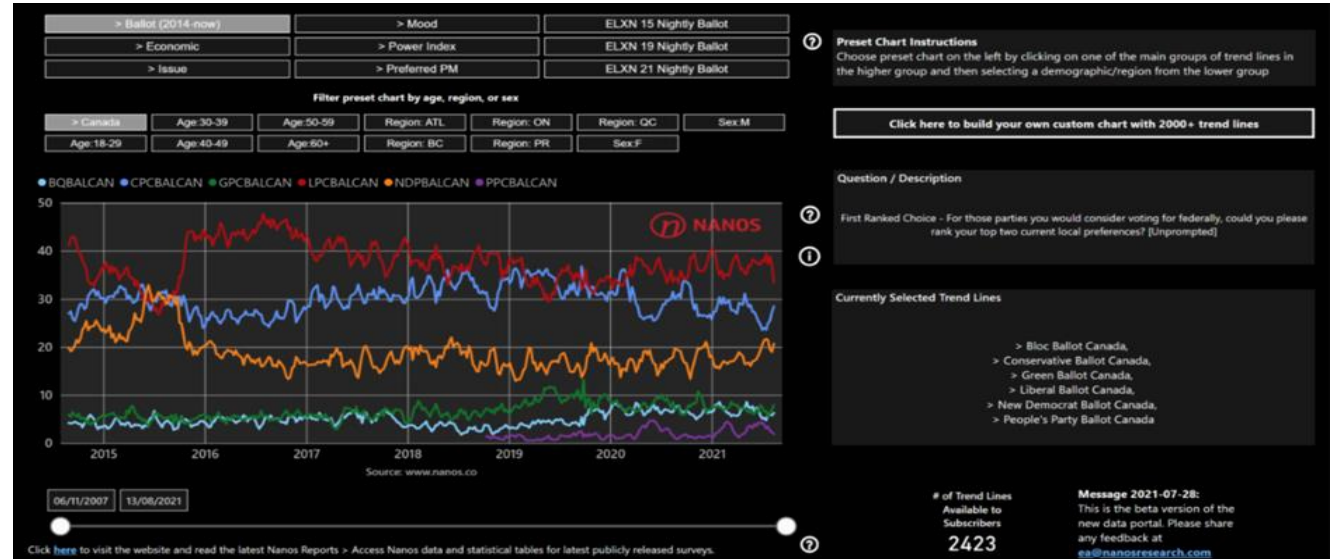 > Ballot (2014-now)
> Mood
ELXN 15 Nightly Ballot
> Economic
> Power Index
ELXN 19 Nightly Ballot
> Issue
> Preferred PM
ELXN 21 Nightly Ballot
Filter preset chart by age, region, or sex
> Canada
Age:30-39
Age:50-59
Region: ATL
Region: ON
Region: QC
Sex:M
Age:18-29
Age:40-49
Age:60+
Region: BC
Region: PR
Sex:F
BQBALCAN CPCBALCAN GPCBALCAN LPCBALCAN NDPBALCAN PPCBALCAN
NANOS
50
40
30
20
10
0
2015 2016 2017 2018 2019 2020 2021
Source: www.nanos.co
06/11/2007 13/08/2021
Click here to visit the website and read the latest Nanos Reports > Access Nanos data and statistical tables for latest publicly released surveys.
?
Preset Chart Instructions
Choose preset chart on the left by clicking on one of the main groups of trend lines in
the higher group and then selecting a demographic/region from the lower group
Click here to build your own custom chart with 2000+ trend lines
Question / Description
?
First Ranked Choice - For those parties you would consider voting for federally, could you please
rank your top two current local preferences? [Unprompted]
i
Currently Selected Trend Lines
> Bloc Ballot Canada,
> Conservative Ballot Canada,
> Green Ballot Canada,
> Liberal Ballot Canada,
> New Democrat Ballot Canada,
> People's Party Ballot Canada
# of Trend Lines
Available to
Subscribers
2423
Message 2021-07-28:
This is the beta version of the
new data portal. Please share
any feedback at
ea@nanosresearch.com
?